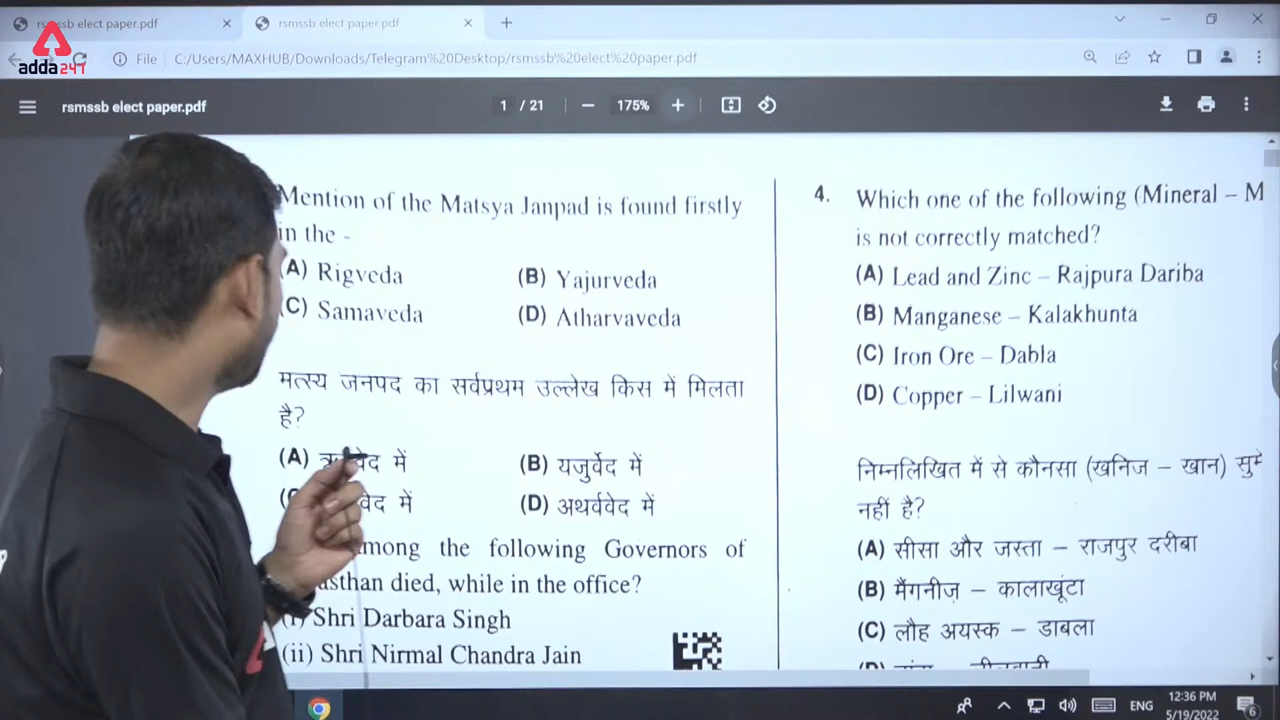 rsmssb elect paper.pdf
rsmssb elect paper.pdf
adda247
File C:/Users/MAXHUB/Downloads/Telegram%20Desktop/rsmssb%20elect%20paper.pdf
rsmssb elect paper.pdf
1 / 21
175%
Mention of the Matsya Janpad is found firstly
in the -
(A) Rigveda (B) Yajurveda
(C) Samaveda (D) Atharvaveda
मत्स्य जनपद का सर्वप्रथम उल्लेख किस में मिलता
है?
(A) में (B) यजुर्वेद में
में (D) अथर्ववेद में
among the following Governors of
died, while in the office?
(i) Shri Darbara Singh
(ii) Shri Nirmal Chandra Jain
4. Which one of the following (Mineral – M
is not correctly matched?
(A) Lead and Zinc – Rajpura Dariba
(B) Manganese – Kalakhunta
(C) Iron Ore – Dabla
(D) Copper – Lilwani
निम्नलिखित में से कौनसा (खनिज – खान)
नहीं है?
(A) सीसा और जस्ता – राजपुर दरीबा
(B) मैंगनीज़ – कालाखूंटा
(C) लौह अयस्क – डाबला
ENG
12:36 PM
5/19/2022
6